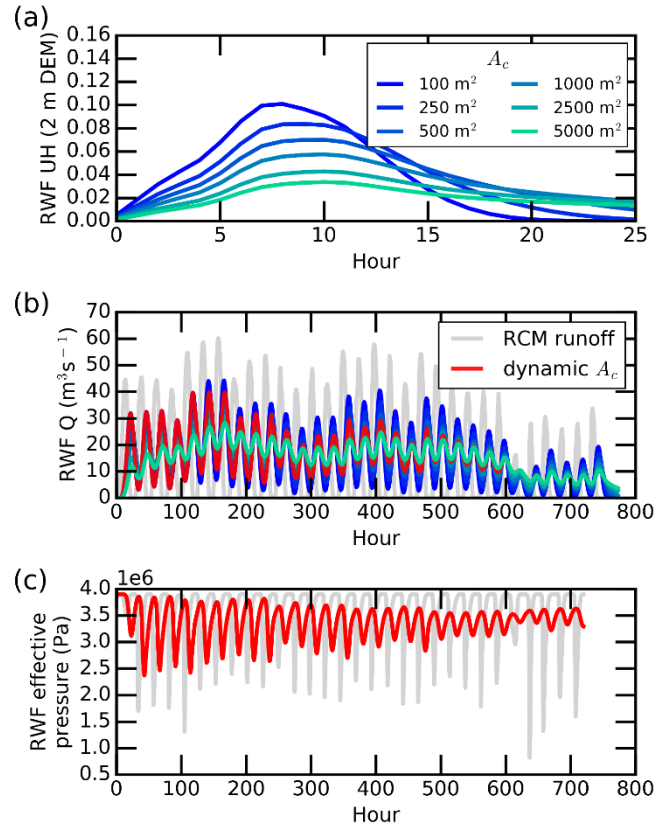 (a)
0.16
0.14
0.12
0.10
0.08
0.06
0.04
0.02
0.00
RWF UH (2 m DEM)
A_c
100 m²
250 m²
500 m²
1000 m²
2500 m²
5000 m²
0 5 10 15 20 25
Hour
(b)
70
60
50
40
30
20
10
0
RWF Q (m³s⁻¹)
RCM runoff
dynamic A_c
0 100 200 300 400 500 600 700 800
Hour
(c)
1e6
4.0
3.5
3.0
2.5
2.0
1.5
1.0
0.5
RWF effective
pressure (Pa)
0 100 200 300 400 500 600 700 800
Hour